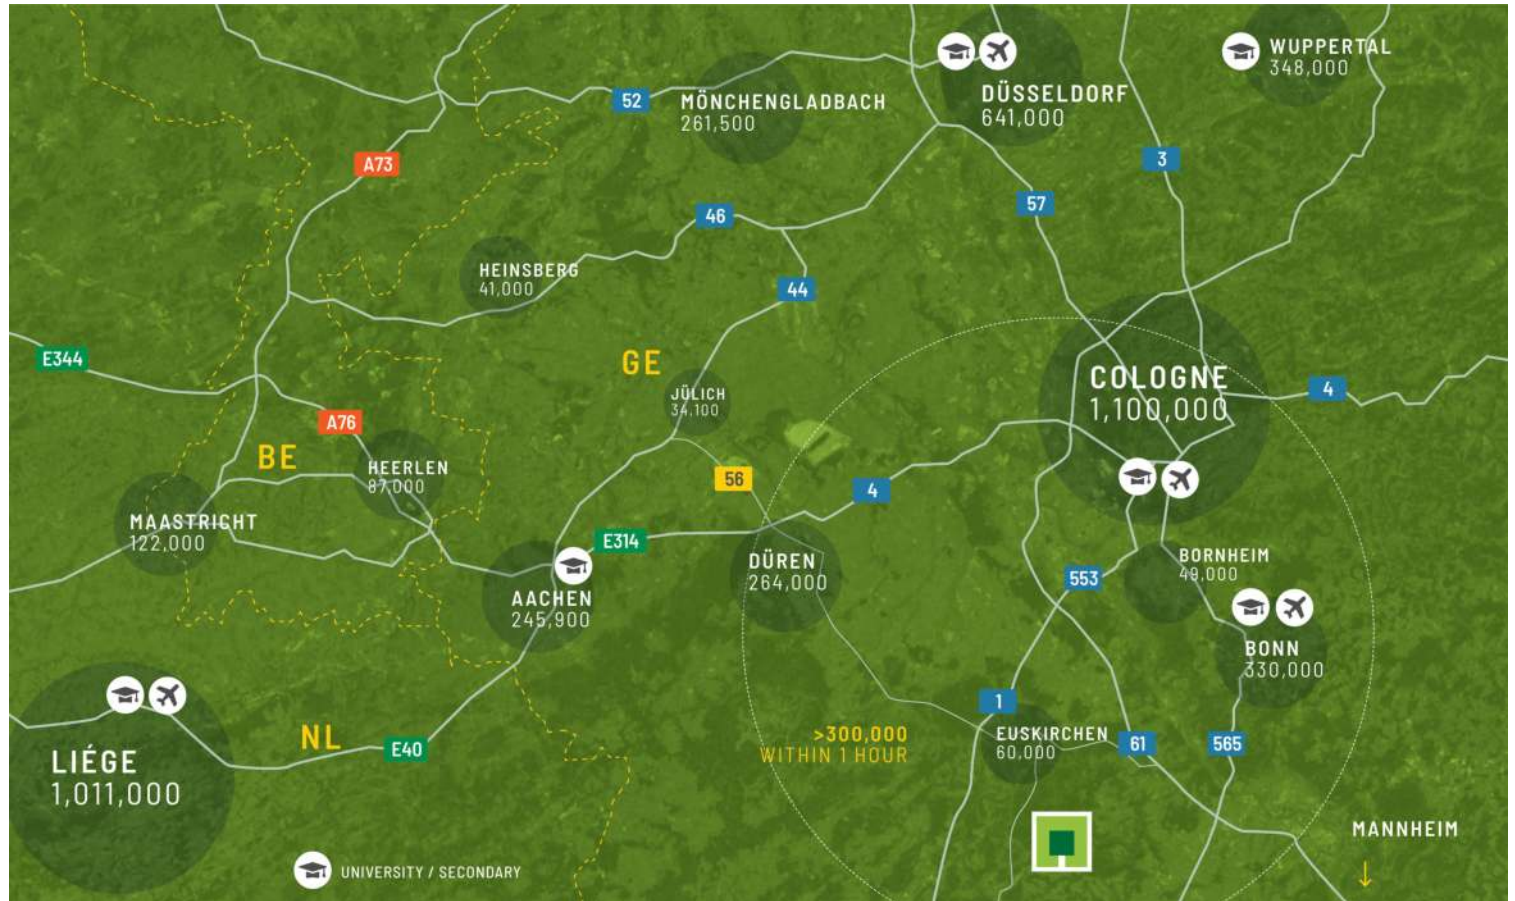 WUPPERTAL
348,000
DÜSSELDORF
641,000
52
MÖNCHENGLADBACH
261,500
A73
3
57
46
HEINSBERG
41,000
44
E344
GE
JÜLICH
34,100
COLOGNE
1,100,000
4
A76
BE
HEERLEN
87,000
56
4
MAASTRICHT
122,000
E314
DÜREN
264,000
BORNHEIM
49,000
553
AACHEN
245,900
BONN
330,000
1
>300,000
WITHIN 1 HOUR
EUSKIRCHEN
60,000
61
565
NL
E40
LIÉGE
1,011,000
MANNHEIM
UNIVERSITY / SECONDARY